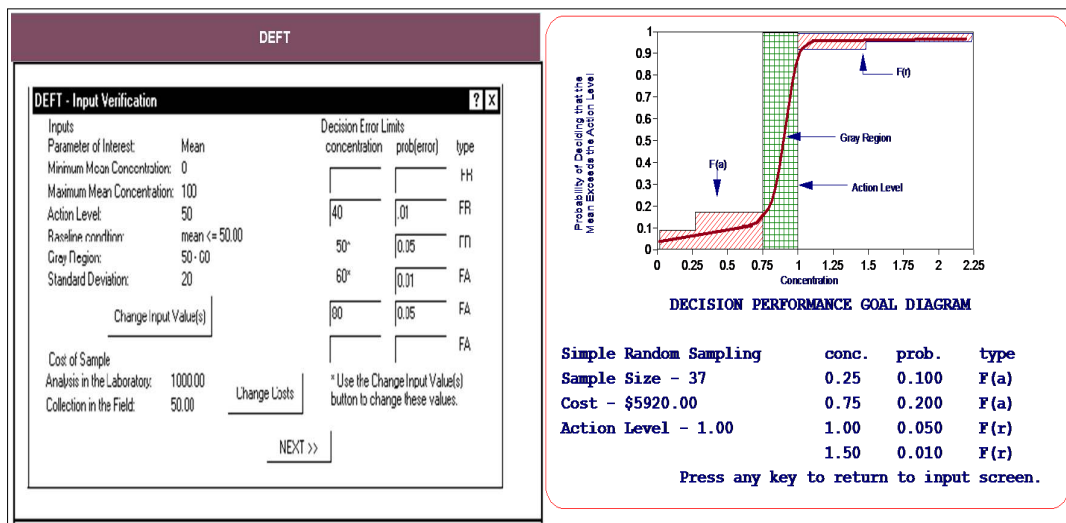 DEFT
DEFT - Input Verification
? X
Inputs
Parameter of Interest: Mean
Minimum Mean Concentration: 0
Maximum Mean Concentration: 100
Action Level: 50
Baseline condition: mean <= 50.00
Gray Region: 50 - 60
Standard Deviation: 20
Change Input Value(s)
Cost of Sample
Analysis in the Laboratory: 1000.00
Collection in the Field: 50.00
Change Costs
Decision Error Limits
concentration prob(error) type
FR
40 .01 FR
50* 0.05 FR
60* 0.01 FA
80 0.05 FA
FA
* Use the Change Input Value(s)
button to change these values.
NEXT >>
Probability of Deciding that the
Mean Exceeds the Action Level
1
0.9
0.8
0.7
0.6
0.5
0.4
0.3
0.2
0.1
0
F(r)
Gray Region
F(a)
Action Level
0 0.25 0.5 0.75 1 1.25 1.5 1.75 2 2.25
Concentration
DECISION PERFORMANCE GOAL DIAGRAM
Simple Random Sampling conc. prob. type
Sample Size - 37 0.25 0.100 F(a)
Cost - $5920.00 0.75 0.200 F(a)
Action Level - 1.00 1.00 0.050 F(r)
1.50 0.010 F(r)
Press any key to return to input screen.